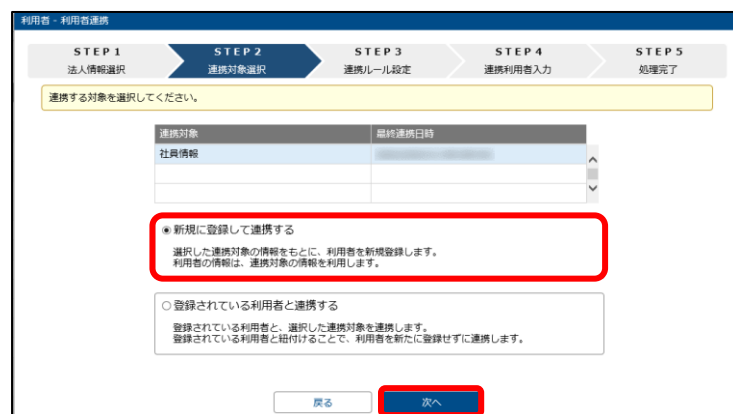 利用者 - 利用者連携
STEP1 STEP2 STEP3 STEP4 STEP5
法人情報選択 連携対象選択 連携ルール設定 連携利用者入力 処理完了
連携する対象を選択してください。
連携対象 最終連携日時
社員情報
新規に登録して連携する
選択した連携対象の情報をもとに、利用者を新規登録します。
利用者の情報は、連携対象の情報を利用します。
登録されている利用者と連携する
登録されている利用者と、選択した連携対象を連携します。
登録されている利用者と紐付けることで、利用者を新たに登録せずに連携します。
戻る 次へ